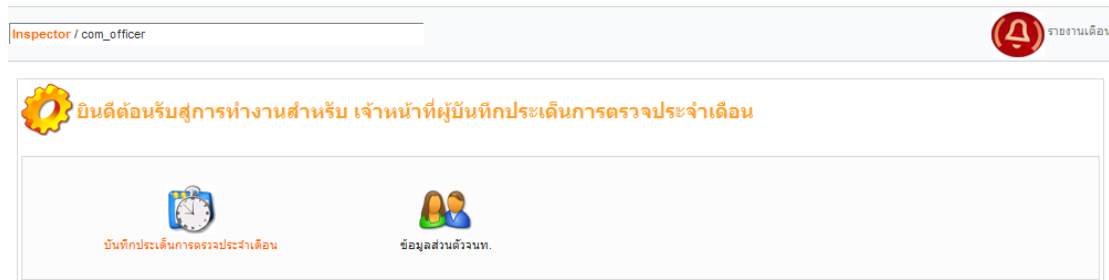 Inspector / com_officer
รายงานเดือน
ยินดีต้อนรับสู่การทำงานสำหรับ เจ้าหน้าที่ผู้บันทึกประเด็นการตรวจประจำเดือน
บันทึกประเด็นการตรวจประจำเดือน
ข้อมูลส่วนตัวจนท.